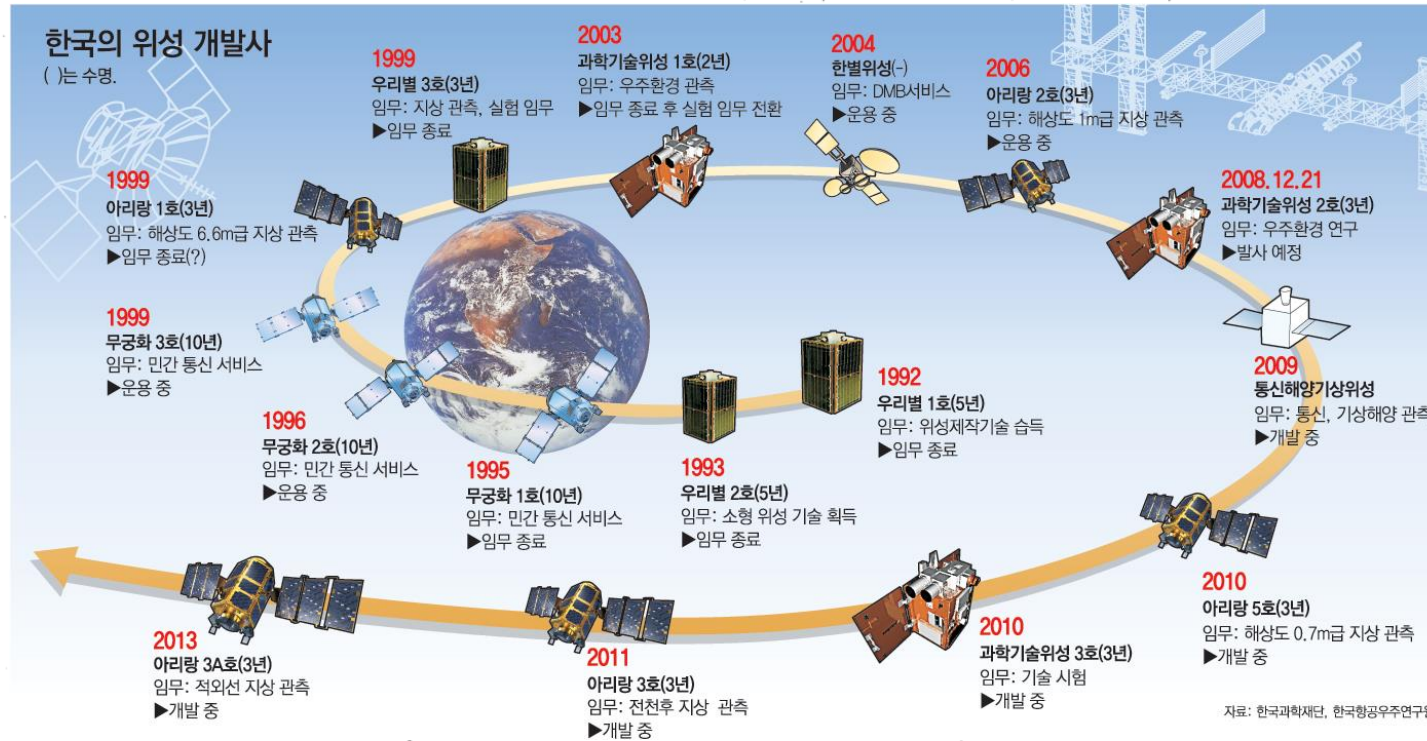 한국의 위성 개발사
( )는 수명.
1992
우리별 1호(5년)
임무: 위성제작기술 습득
▶임무 종료
1993
우리별 2호(5년)
임무: 소형 위성 기술 획득
▶임무 종료
1995
무궁화 1호(10년)
임무: 민간 통신 서비스
▶임무 종료
1996
무궁화 2호(10년)
임무: 민간 통신 서비스
▶운용 중
1999
무궁화 3호(10년)
임무: 민간 통신 서비스
▶운용 중
1999
아리랑 1호(3년)
임무: 해상도 6.6m급 지상 관측
▶임무 종료(?)
1999
우리별 3호(3년)
임무: 지상 관측, 실험 임무
▶임무 종료
2003
과학기술위성 1호(2년)
임무: 우주환경 관측
▶임무 종료 후 실험 임무 전환
2004
한별위성(-)
임무: DMB서비스
▶운용 중
2006
아리랑 2호(3년)
임무: 해상도 1m급 지상 관측
▶운용 중
2008.12.21
과학기술위성 2호(3년)
임무: 우주환경 연구
▶발사 예정
2009
통신해양기상위성
임무: 통신, 기상해양 관측
▶개발 중
2010
아리랑 5호(3년)
임무: 해상도 0.7m급 지상 관측
▶개발 중
2010
과학기술위성 3호(3년)
임무: 기술 시험
▶개발 중
2011
아리랑 3호(3년)
임무: 전천후 지상 관측
▶개발 중
2013
아리랑 3A호(3년)
임무: 적외선 지상 관측
▶개발 중
자료: 한국과학재단, 한국항공우주연구원